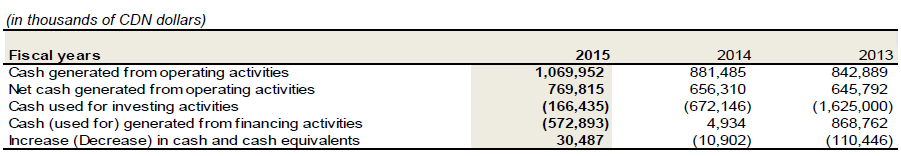 (in thousands of CDN dollars)
Fiscal years 2015 2014 2013
Cash generated from operating activities 1,069,952 881,485 842,889
Net cash generated from operating activities 769,815 656,310 645,792
Cash used for investing activities (166,435) (672,146) (1,625,000)
Cash (used for) generated from financing activities (572,893) 4,934 868,762
Increase (Decrease) in cash and cash equivalents 30,487 (10,902) (110,446)